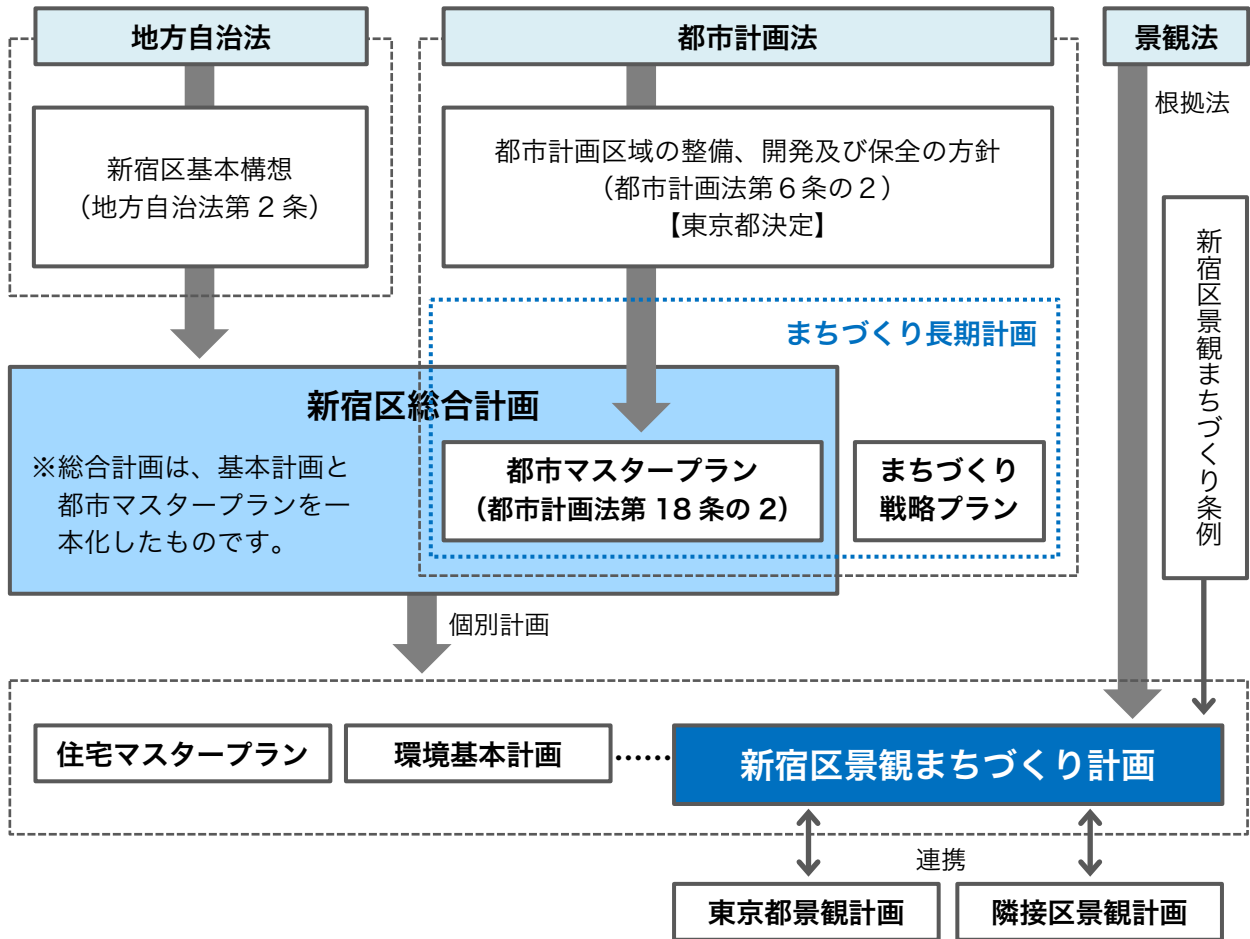 地方自治法
都市計画法
景観法
根拠法
新宿区基本構想
（地方自治法第２条）
都市計画区域の整備、開発及び保全の方針
（都市計画法第６条の２）
【東京都決定】
新宿区景観まちづくり条例
まちづくり長期計画
新宿区総合計画
※総合計画は、基本計画と
都市マスタープランを一
本化したものです。
都市マスタープラン
（都市計画法第 18 条の 2）
まちづくり
戦略プラン
個別計画
住宅マスタープラン
環境基本計画
……
新宿区景観まちづくり計画
連携
東京都景観計画
隣接区景観計画